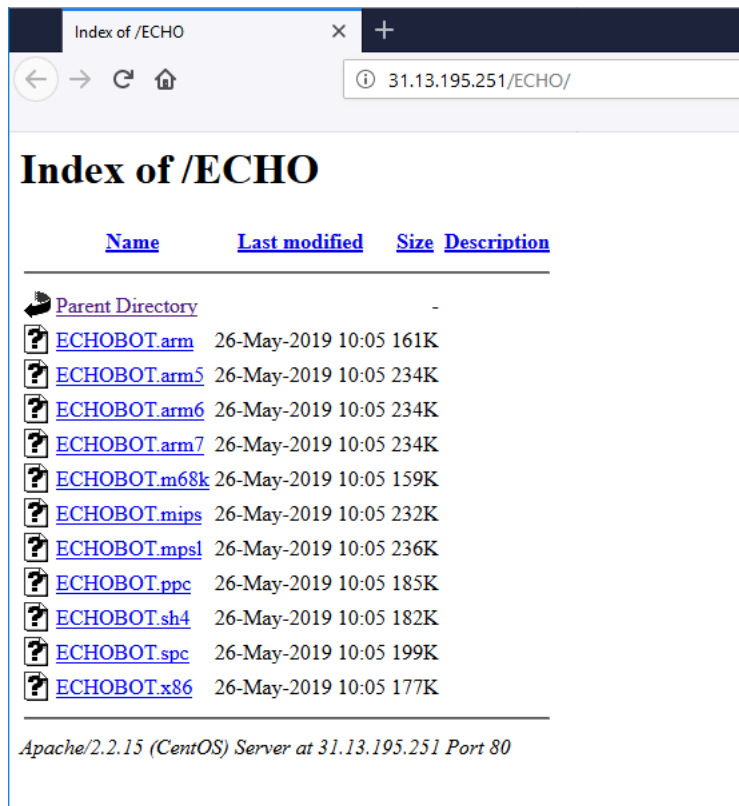 Index of /ECHO
31.13.195.251/ECHO/
Index of /ECHO
Name Last modified Size Description
Parent Directory -
ECHOBOT.arm 26-May-2019 10:05 161K
ECHOBOT.arm5 26-May-2019 10:05 234K
ECHOBOT.arm6 26-May-2019 10:05 234K
ECHOBOT.arm7 26-May-2019 10:05 234K
ECHOBOT.m68k 26-May-2019 10:05 159K
ECHOBOT.mips 26-May-2019 10:05 232K
ECHOBOT.mpsl 26-May-2019 10:05 236K
ECHOBOT.ppc 26-May-2019 10:05 185K
ECHOBOT.sh4 26-May-2019 10:05 182K
ECHOBOT.spc 26-May-2019 10:05 199K
ECHOBOT.x86 26-May-2019 10:05 177K
Apache/2.2.15 (CentOS) Server at 31.13.195.251 Port 80